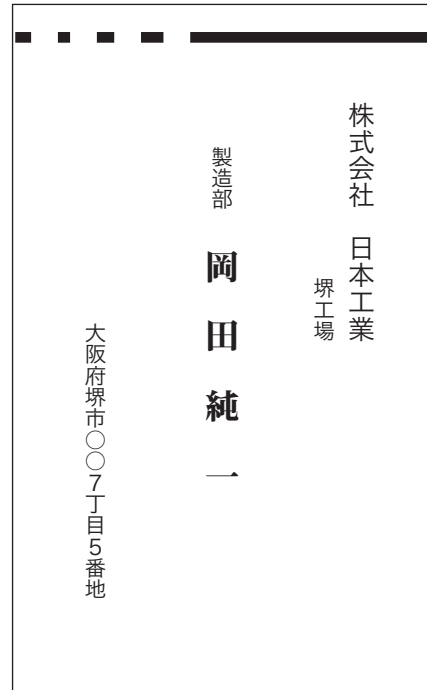 株式会社　日本工業
堺工場
製造部　岡田純一
大阪府堺市〇〇7丁目5番地